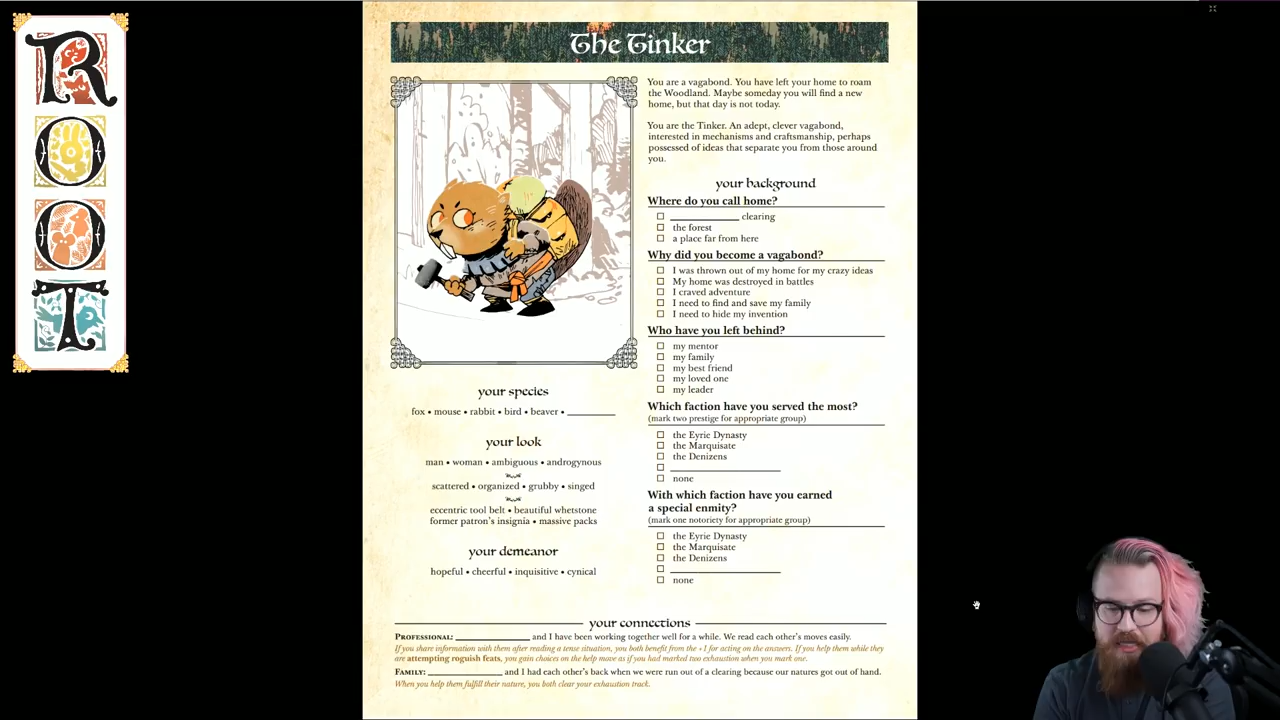 ROOT
The Tinker
You are a vagabond. You have left your home to roam
the Woodland. Maybe someday you will find a new
home, but that day is not today.
You are the Tinker. An adept, clever vagabond,
interested in mechanisms and craftsmanship, perhaps
possessed of ideas that separate you from those around
you.
your background
Where do you call home?
☐ ______________ clearing
☐ the forest
☐ a place far from here
Why did you become a vagabond?
☐ I was thrown out of my home for my crazy ideas
☐ My home was destroyed in battles
☐ I craved adventure
☐ I need to find and save my family
☐ I need to hide my invention
Who have you left behind?
☐ my mentor
☐ my family
☐ my best friend
☐ my loved one
☐ my leader
Which faction have you served the most?
(mark two prestige for appropriate group)
☐ the Eyrie Dynasty
☐ the Marquisate
☐ the Denizens
☐ ______________________
☐ none
With which faction have you earned
a special enmity?
(mark one notoriety for appropriate group)
☐ the Eyrie Dynasty
☐ the Marquisate
☐ the Denizens
☐ ______________________
☐ none
your species
fox • mouse • rabbit • bird • beaver • __________
your look
man • woman • ambiguous • androgynous
scattered • organized • grubby • singed
eccentric tool belt • beautiful whetstone
former patron's insignia • massive packs
your demeanor
hopeful • cheerful • inquisitive • cynical
your connections
Professional: _______________ and I have been working together well for a while. We read each other's moves easily.
If you share information with them after reading a tense situation, you both benefit from the +1 for acting on the answers. If you help them while they
are attempting roguish feats, you gain choices on the help move as if you had marked two exhaustion when you mark one.
Family: _______________ and I had each other's back when we were run out of a clearing because our natures got out of hand.
When you help them fulfill their nature, you both clear your exhaustion track.